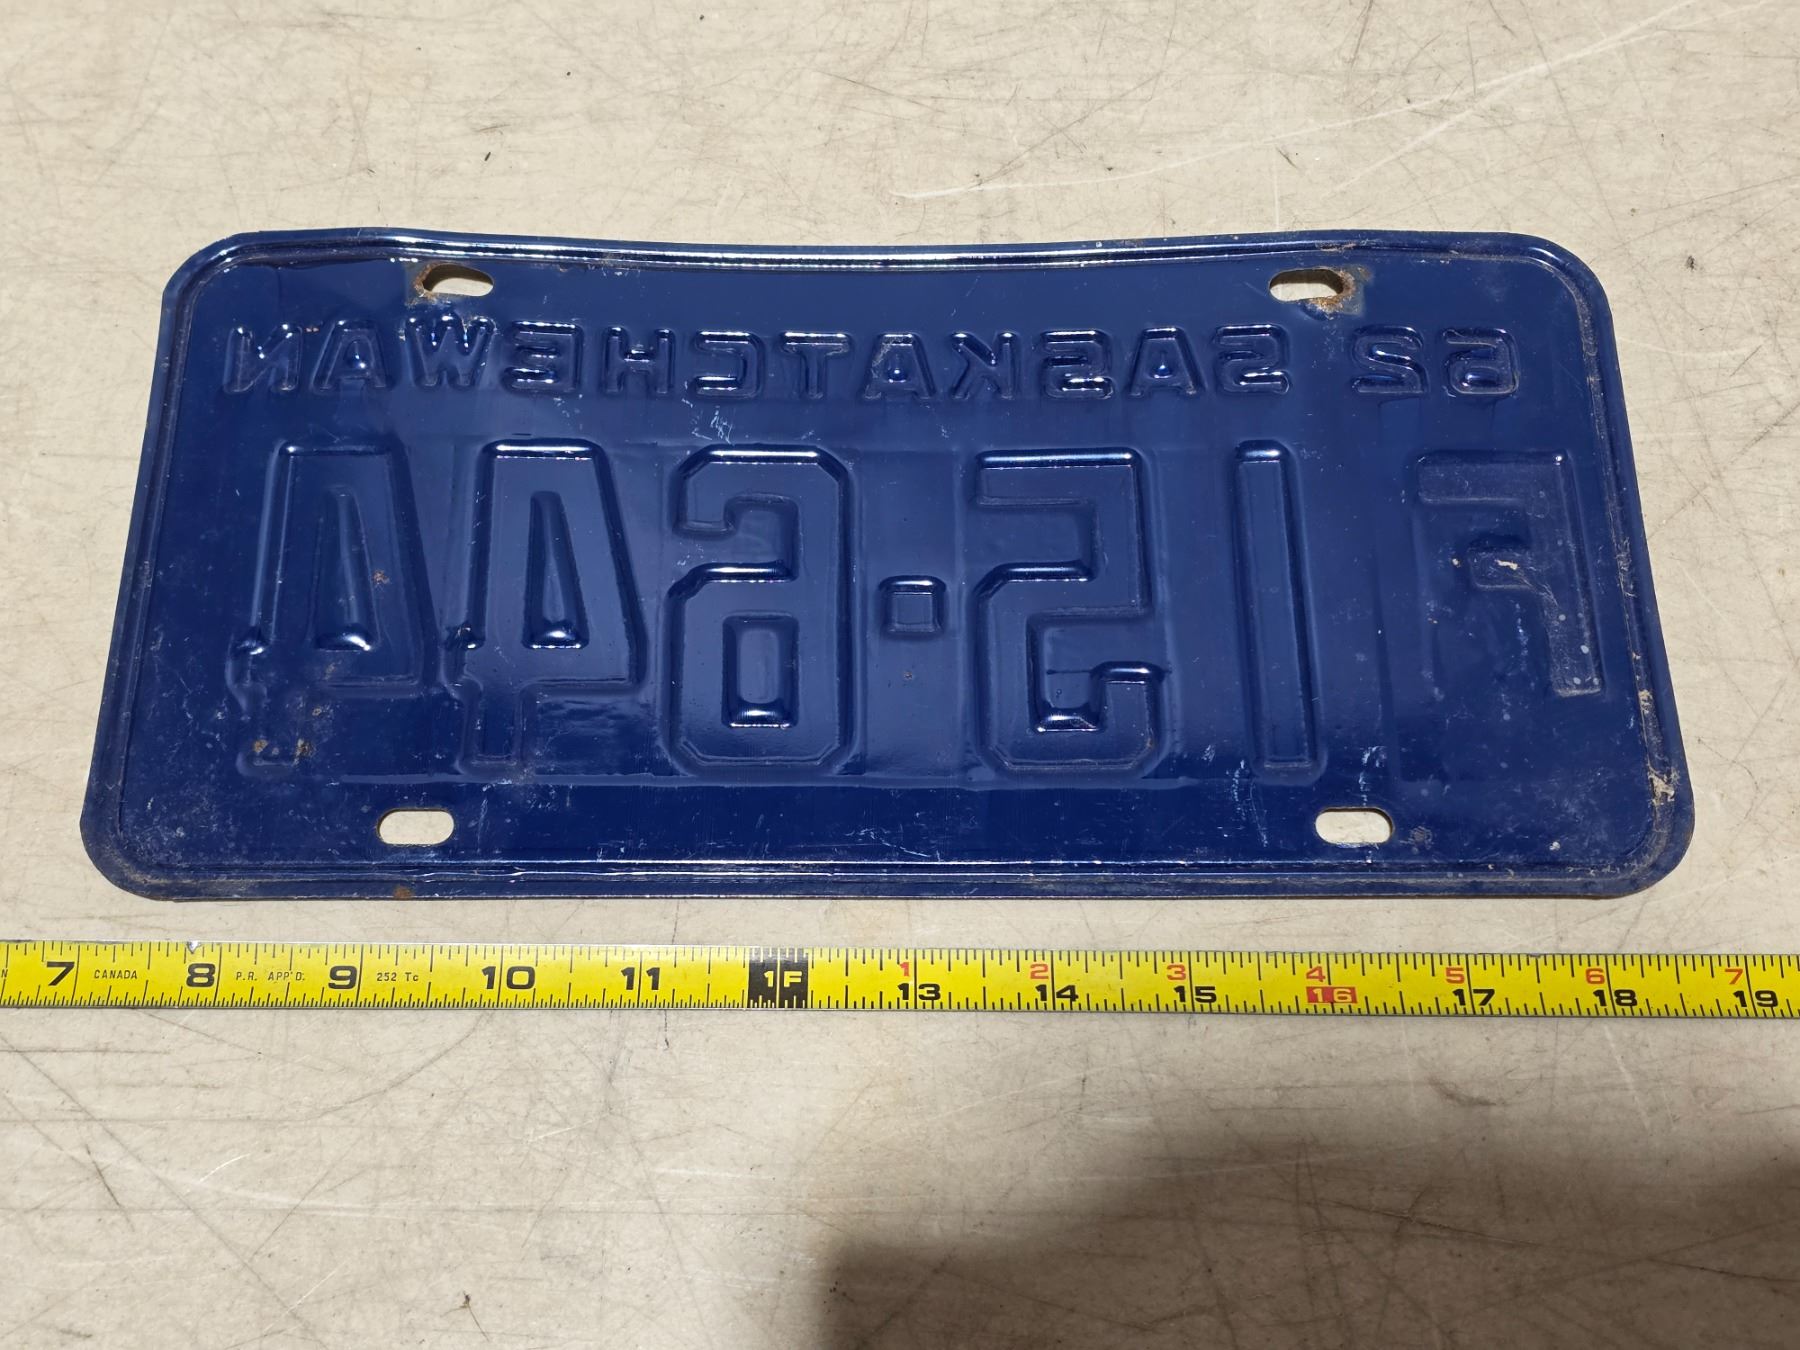 62 SASKATCHEWAN
F 15-644
N 7 CANADA 8 P.R. APP'D. 9 252 Tc 10 11 1F 1 13 2 14 3 15 4 16 5 17 6 18 7 19